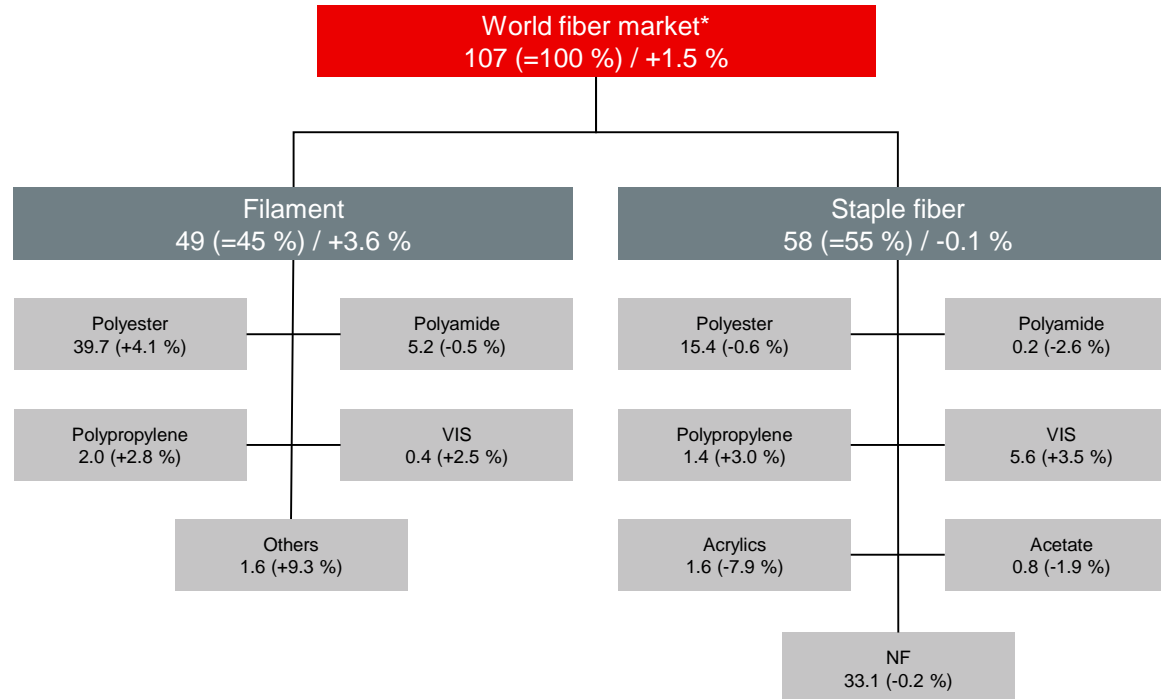 World fiber market*
107 (=100 %) / +1.5 %
Filament
49 (=45 %) / +3.6 %
Staple fiber
58 (=55 %) / -0.1 %
Polyester
39.7 (+4.1 %)
Polyamide
5.2 (-0.5 %)
Polyester
15.4 (-0.6 %)
Polyamide
0.2 (-2.6 %)
Polypropylene
2.0 (+2.8 %)
VIS
0.4 (+2.5 %)
Polypropylene
1.4 (+3.0 %)
VIS
5.6 (+3.5 %)
Others
1.6 (+9.3 %)
Acrylics
1.6 (-7.9 %)
Acetate
0.8 (-1.9 %)
NF
33.1 (-0.2 %)